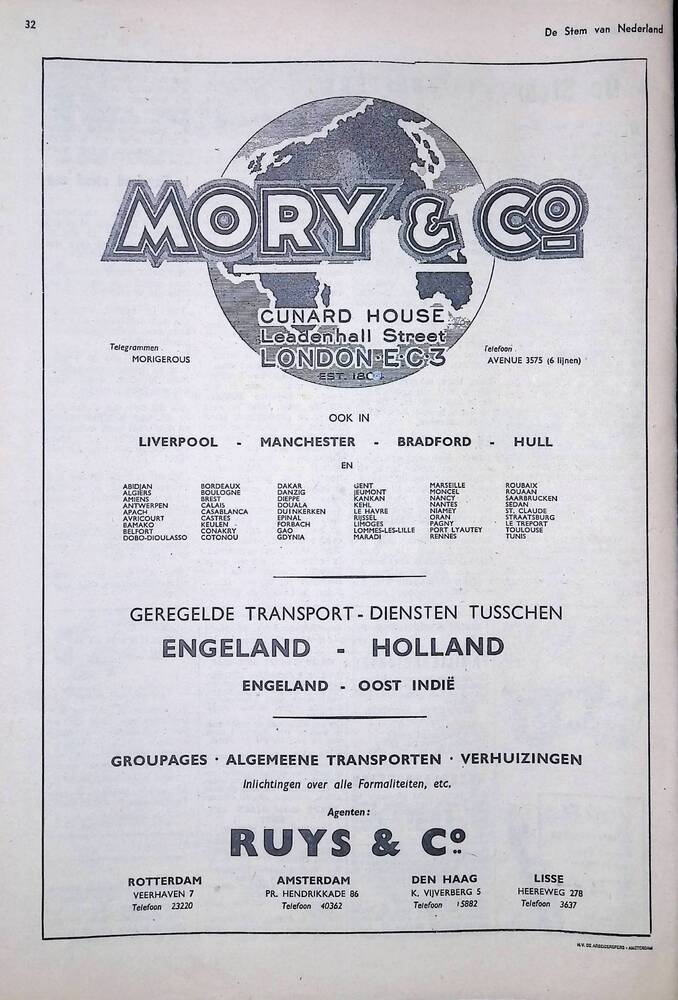 32
De Stem van Nederland
MORY & Co
CUNARD HOUSE
Leadenhall Street
LONDON·E·C·3
EST. 180
Telegrammen
MORIGEROUS
Telefoon
AVENUE 3575 (6 lijnen)
OOK IN
LIVERPOOL - MANCHESTER - BRADFORD - HULL
EN
ABIDJAN BORDEAUX DAKAR GENT MARSEILLE ROUBAIX
ALGIERS BOULOGNE DANZIG JEUMONT MONCEL ROUAAN
AMIENS BREST DIEPPE KANKAN NANCY SAARBRUCKEN
ANTWERPEN CALAIS DOUALA KEHL NANTES SEDAN
APACH CASABLANCA DUINKERKEN LE HAVRE NIAMEY ST. CLAUDE
AVRICOURT CASTRES EPINAL RIJSSEL ORAN STRAATSBURG
BAMAKO KEULEN FORBACH LIMOGES PAGNY LE TREPORT
BELFORT CONAKRY GAO LOMMES-LES-LILLE PORT LYAUTEY TOULOUSE
DOBO-DIOULASSO COTONOU GDYNIA MARADI RENNES TUNIS
GEREGELDE TRANSPORT-DIENSTEN TUSSCHEN
ENGELAND - HOLLAND
ENGELAND - OOST INDIË
GROUPAGES · ALGEMEENE TRANSPORTEN · VERHUIZINGEN
Inlichtingen over alle Formaliteiten, etc.
Agenten:
RUYS & Co
ROTTERDAM AMSTERDAM DEN HAAG LISSE
VEERHAVEN 7 PR. HENDRIKKADE 86 K. VIJVERBERG 5 HEEREWEG 278
Telefoon 23220 Telefoon 40362 Telefoon 15882 Telefoon 3637
N.V. DE ARBEIDERSPERS - AMSTERDAM